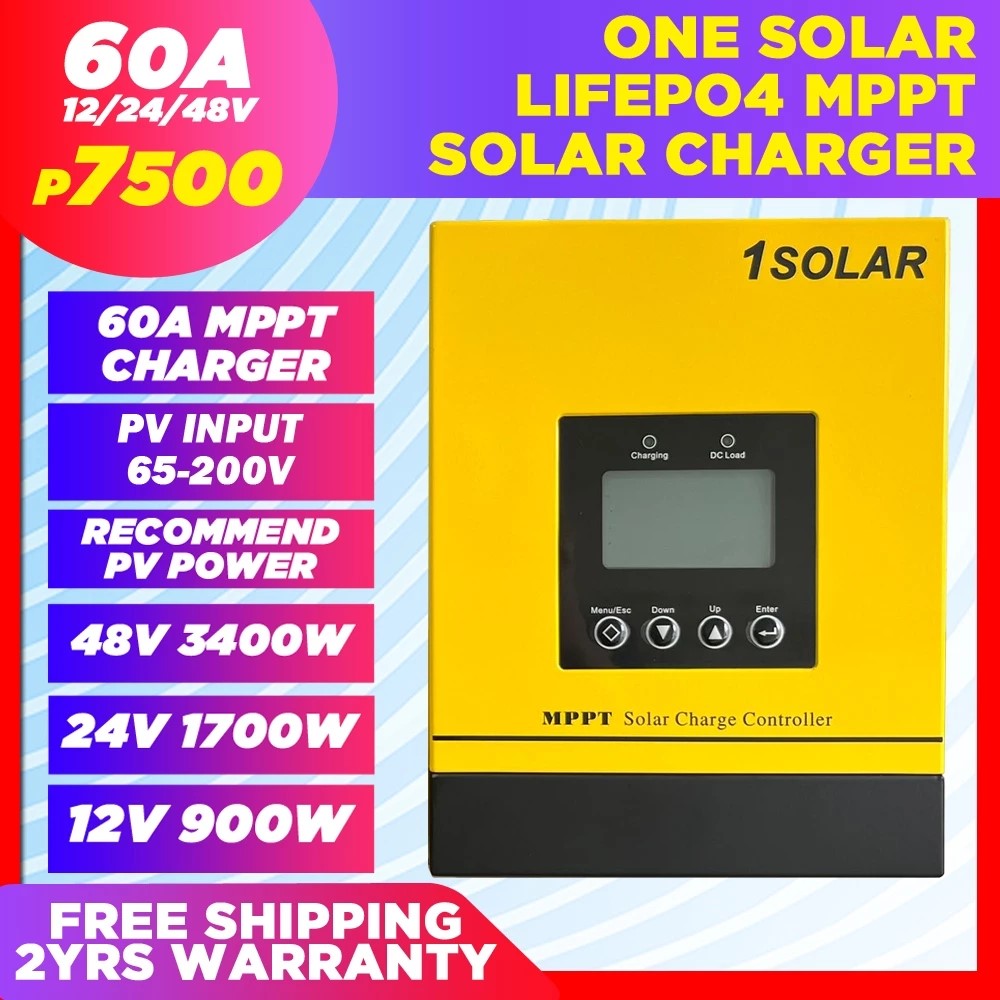 60A
12/24/48V
P7500
ONE SOLAR
LIFEPO4 MPPT
SOLAR CHARGER
60A MPPT
CHARGER
PV INPUT
65-200V
RECOMMEND
PV POWER
48V 3400W
24V 1700W
12V 900W
1SOLAR
Charging DC Load
Menu/Esc Down Up Enter
MPPT Solar Charge Controller
FREE SHIPPING
2YRS WARRANTY